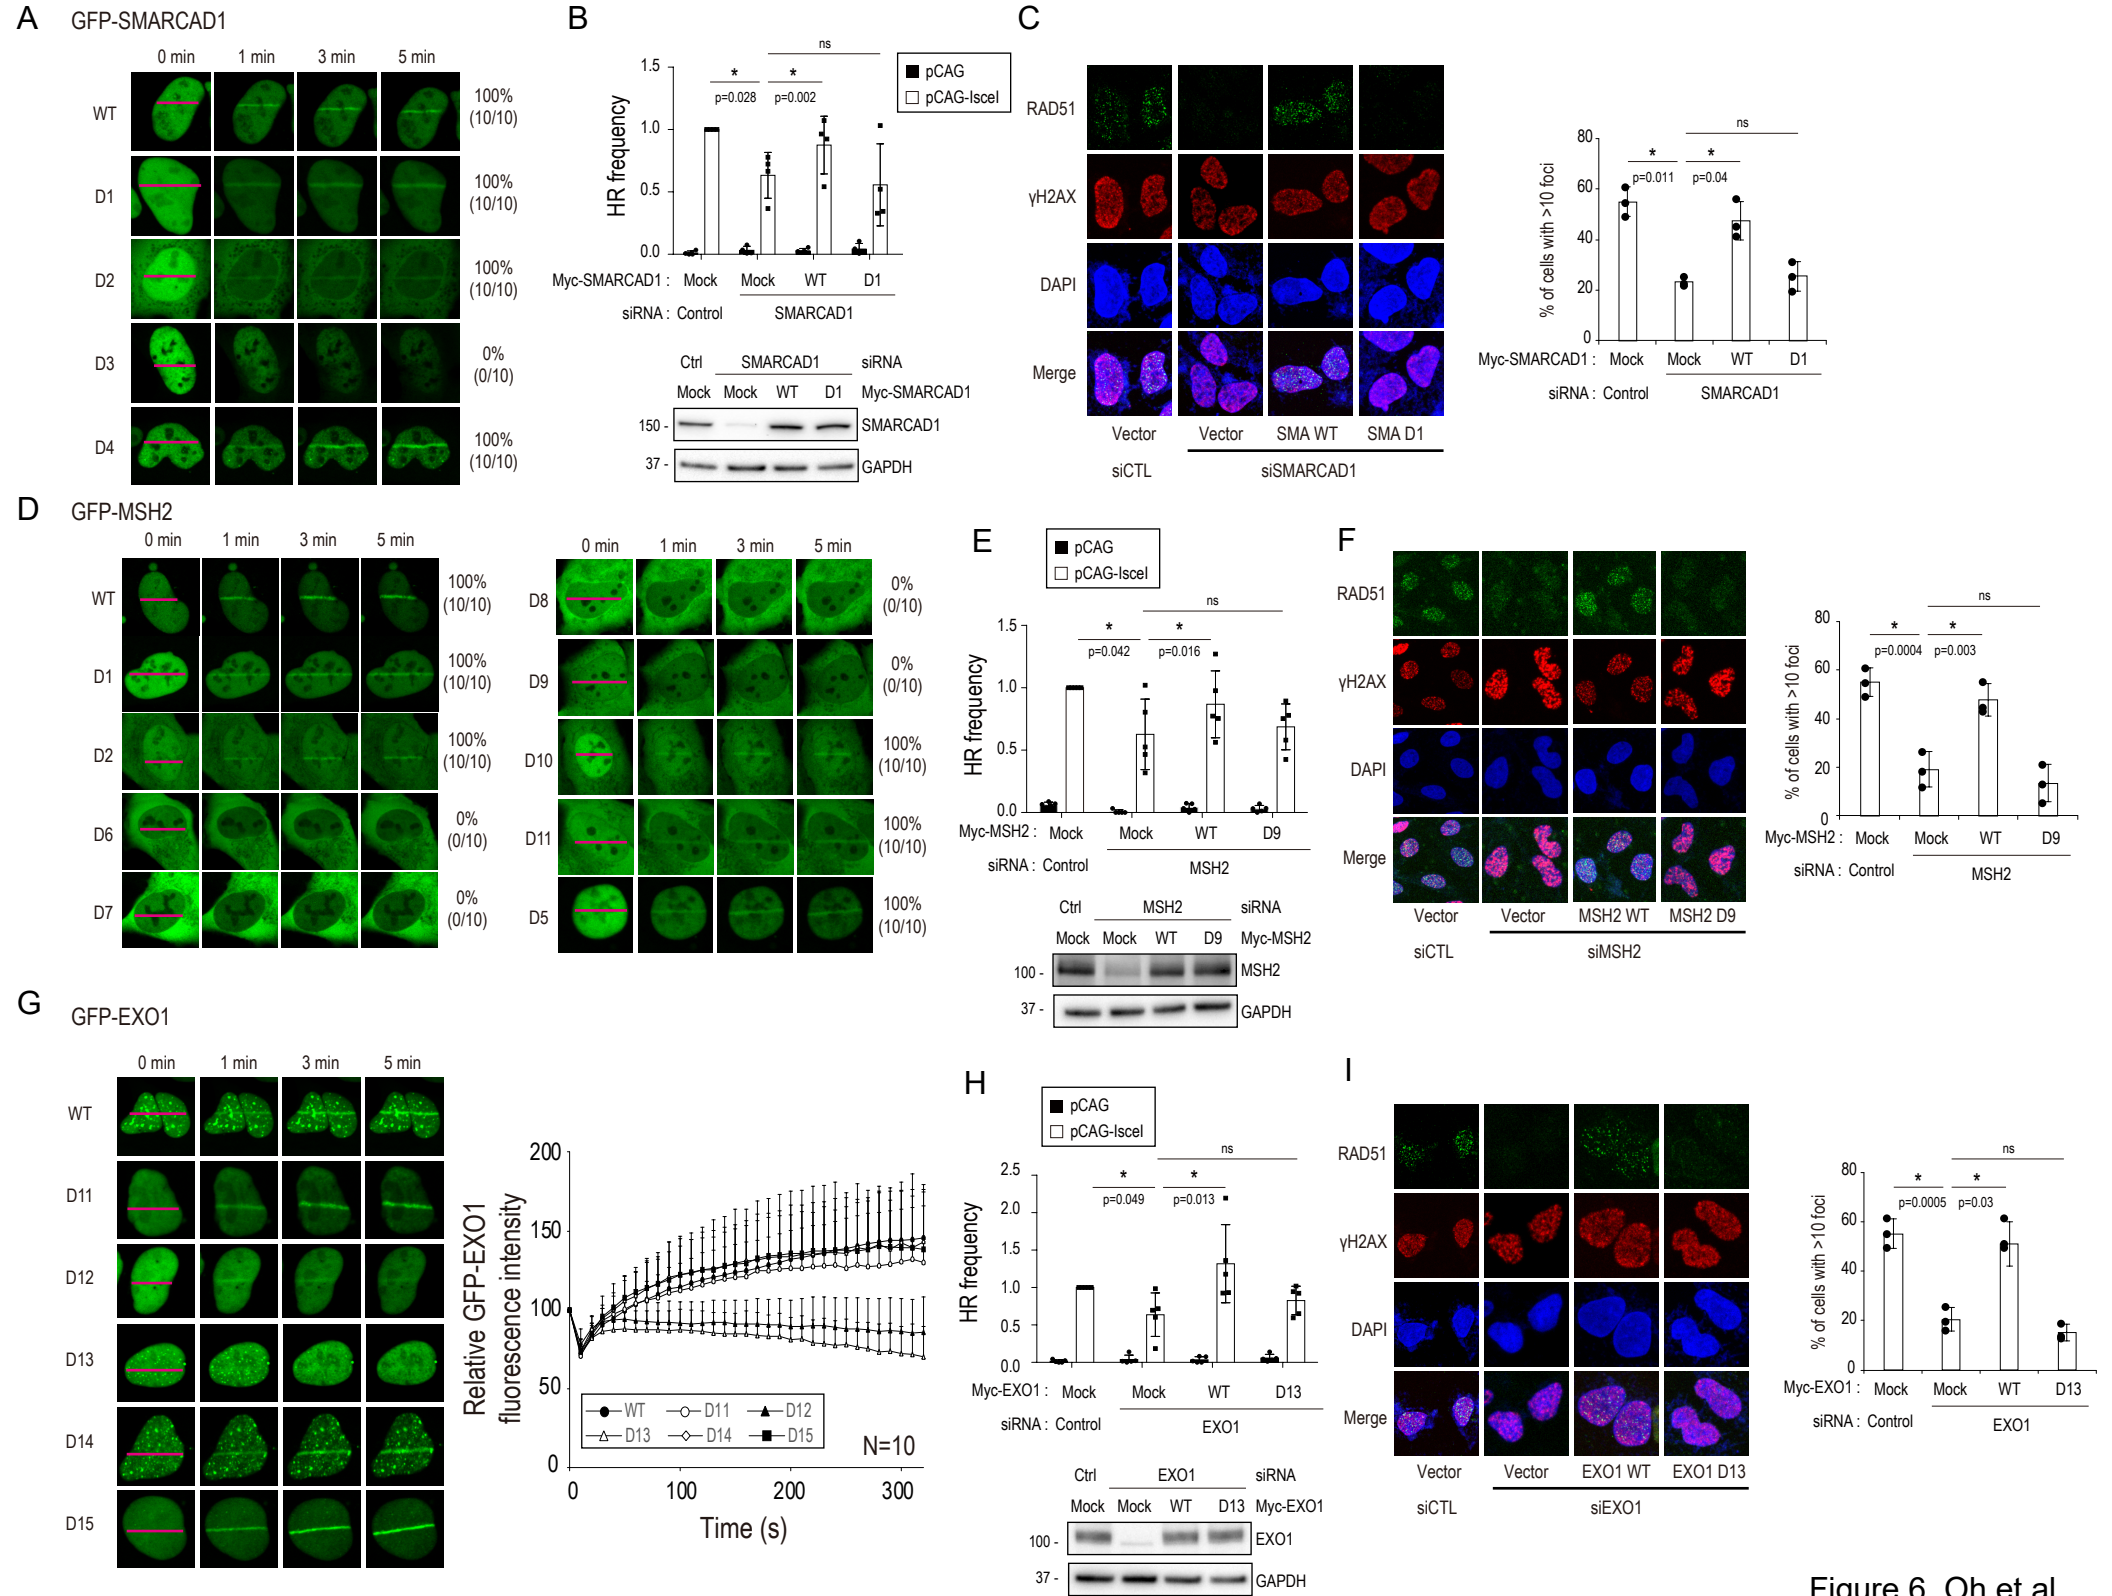 A
GFP-SMARCAD1
0 min 1 min 3 min 5 min
WT
100%
(10/10)
D1
100%
(10/10)
D2
100%
(10/10)
D3
0%
(0/10)
D4
100%
(10/10)
B
ns
pCAG
pCAG-IsceI
* *
p=0.028 p=0.002
HR frequency
1.5
1.0
0.5
0.0
Myc-SMARCAD1 : Mock Mock WT D1
siRNA : Control SMARCAD1
Ctrl SMARCAD1 siRNA
Mock Mock WT D1 Myc-SMARCAD1
150 - SMARCAD1
37 - GAPDH
C
RAD51
γH2AX
DAPI
Merge
Vector Vector SMA WT SMA D1
siCTL siSMARCAD1
ns
* *
p=0.011 p=0.04
% of cells with >10 foci
80
60
40
20
0
Myc-SMARCAD1 : Mock Mock WT D1
siRNA : Control SMARCAD1
D
GFP-MSH2
0 min 1 min 3 min 5 min
WT
100%
(10/10)
D1
100%
(10/10)
D2
100%
(10/10)
D6
0%
(0/10)
D7
0%
(0/10)
0 min 1 min 3 min 5 min
D8
0%
(0/10)
D9
0%
(0/10)
D10
100%
(10/10)
D11
100%
(10/10)
D5
100%
(10/10)
E
pCAG
pCAG-IsceI
ns
* *
p=0.042 p=0.016
HR frequency
1.5
1.0
0.5
0.0
Myc-MSH2 : Mock Mock WT D9
siRNA : Control MSH2
Ctrl MSH2 siRNA
Mock Mock WT D9 Myc-MSH2
100 - MSH2
37 - GAPDH
F
RAD51
γH2AX
DAPI
Merge
Vector Vector MSH2 WT MSH2 D9
siCTL siMSH2
ns
* *
p=0.0004 p=0.003
% of cells with >10 foci
80
60
40
20
0
Myc-MSH2 : Mock Mock WT D9
siRNA : Control MSH2
G
GFP-EXO1
0 min 1 min 3 min 5 min
WT
D11
D12
D13
D14
D15
Relative GFP-EXO1
fluorescence intensity
200
150
100
50
0
WT D11 D12
D13 D14 D15
N=10
0 100 200 300
Time (s)
H
pCAG
pCAG-IsceI
ns
* *
p=0.049 p=0.013
HR frequency
2.5
2.0
1.5
1.0
0.5
0.0
Myc-EXO1 : Mock Mock WT D13
siRNA : Control EXO1
Ctrl EXO1 siRNA
Mock Mock WT D13 Myc-EXO1
100 - EXO1
37 - GAPDH
I
RAD51
γH2AX
DAPI
Merge
Vector Vector EXO1 WT EXO1 D13
siCTL siEXO1
ns
* *
p=0.0005 p=0.03
% of cells with >10 foci
80
60
40
20
0
Myc-EXO1 : Mock Mock WT D13
siRNA : Control EXO1
Figure 6. Oh et al